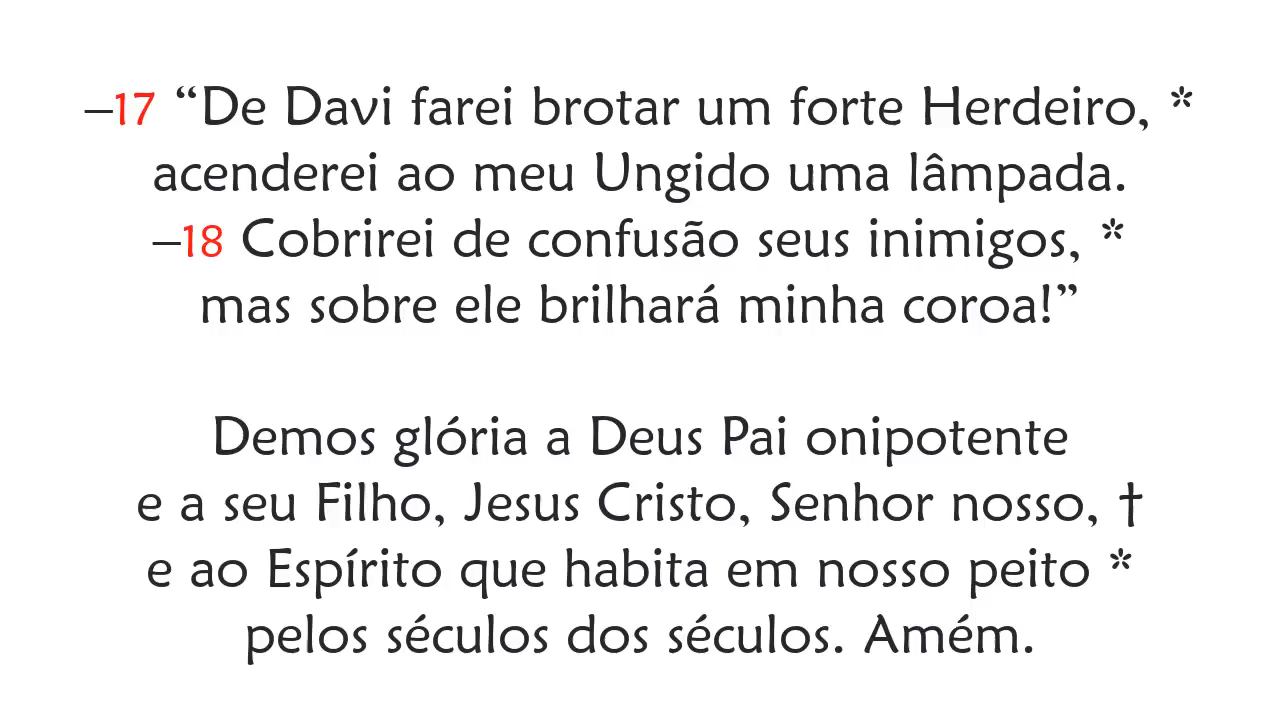 –17 “De Davi farei brotar um forte Herdeiro, *
acenderei ao meu Ungido uma lâmpada.
–18 Cobrirei de confusão seus inimigos, *
mas sobre ele brilhará minha coroa!”
Demos glória a Deus Pai onipotente
e a seu Filho, Jesus Cristo, Senhor nosso, †
e ao Espírito que habita em nosso peito *
pelos séculos dos séculos. Amém.